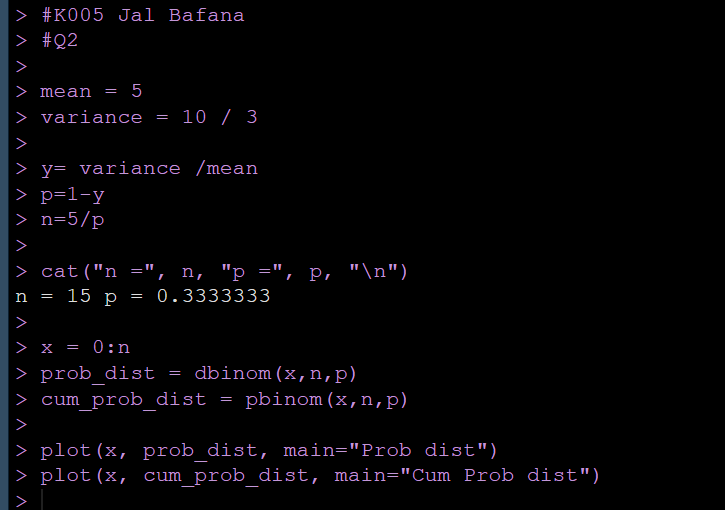 > #K005 Jal Bafana
> #Q2
>
> mean = 5
> variance = 10 / 3
>
> y= variance /mean
> p=1-y
> n=5/p
>
> cat("n =", n, "p =", p, "\n")
n = 15 p = 0.3333333
>
> x = 0:n
> prob_dist = dbinom(x,n,p)
> cum_prob_dist = pbinom(x,n,p)
>
> plot(x, prob_dist, main="Prob dist")
> plot(x, cum_prob_dist, main="Cum Prob dist")
>